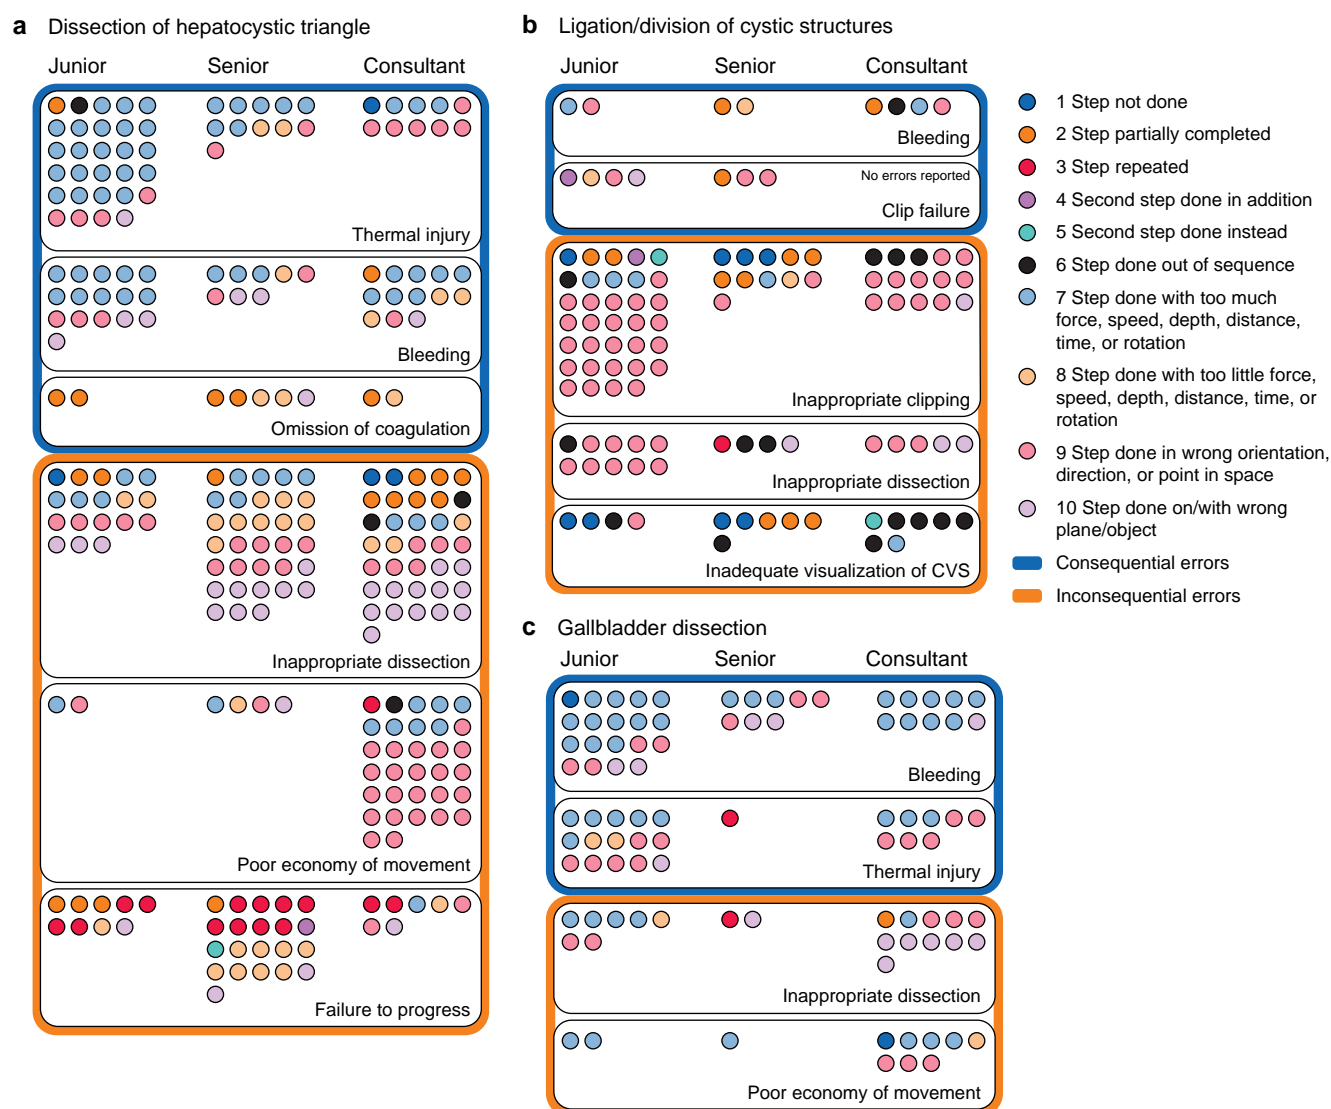 a Dissection of hepatocystic triangle
Junior Senior Consultant
Thermal injury
Bleeding
Omission of coagulation
Inappropriate dissection
Poor economy of movement
Failure to progress
b Ligation/division of cystic structures
Junior Senior Consultant
Bleeding
No errors reported
Clip failure
Inappropriate clipping
Inappropriate dissection
Inadequate visualization of CVS
c Gallbladder dissection
Junior Senior Consultant
Bleeding
Thermal injury
Inappropriate dissection
Poor economy of movement
1 Step not done
2 Step partially completed
3 Step repeated
4 Second step done in addition
5 Second step done instead
6 Step done out of sequence
7 Step done with too much
force, speed, depth, distance,
time, or rotation
8 Step done with too little force,
speed, depth, distance, time, or
rotation
9 Step done in wrong orientation,
direction, or point in space
10 Step done on/with wrong
plane/object
Consequential errors
Inconsequential errors